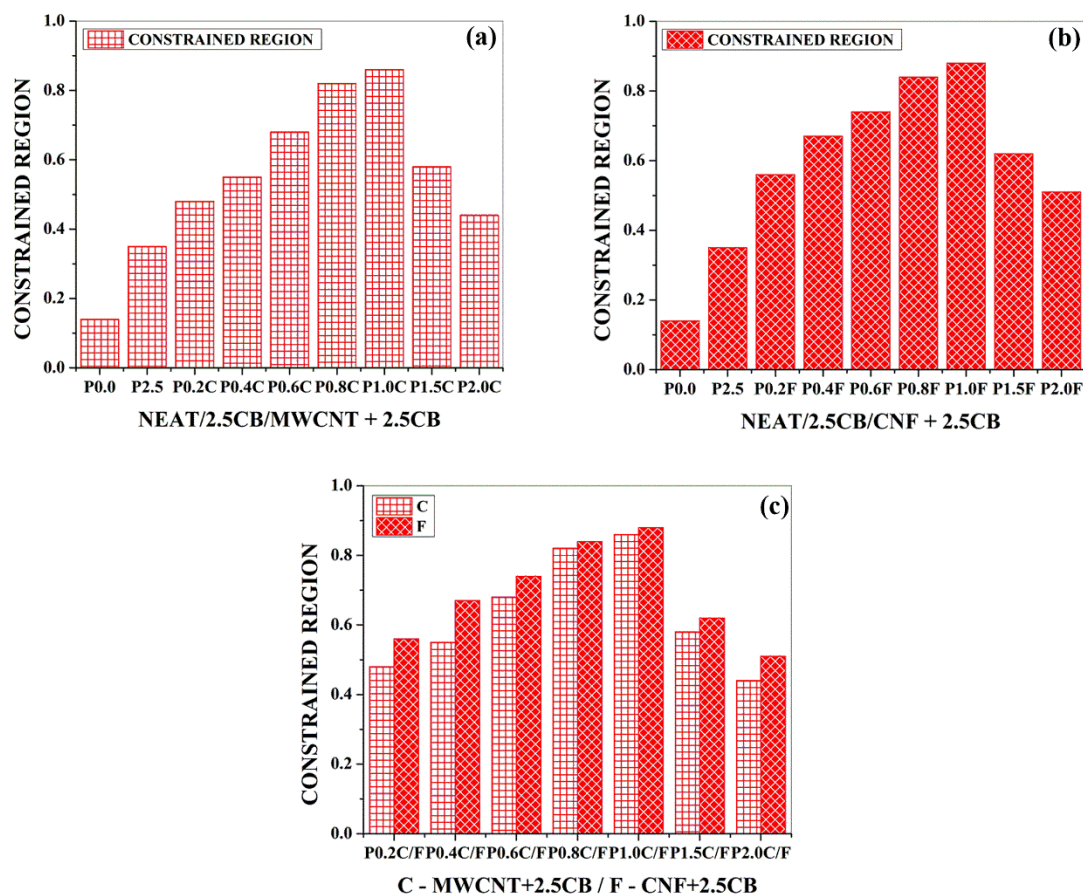 (a)
CONSTRAINED REGION
CONSTRAINED REGION
1.0
0.8
0.6
0.4
0.2
0.0
P0.0 P2.5 P0.2C P0.4C P0.6C P0.8C P1.0C P1.5C P2.0C
NEAT/2.5CB/MWCNT + 2.5CB
(b)
CONSTRAINED REGION
CONSTRAINED REGION
1.0
0.8
0.6
0.4
0.2
0.0
P0.0 P2.5 P0.2F P0.4F P0.6F P0.8F P1.0F P1.5F P2.0F
NEAT/2.5CB/CNF + 2.5CB
(c)
C
F
CONSTRAINED REGION
1.0
0.8
0.6
0.4
0.2
0.0
P0.2C/F P0.4C/F P0.6C/F P0.8C/F P1.0C/F P1.5C/F P2.0C/F
C - MWCNT+2.5CB / F - CNF+2.5CB